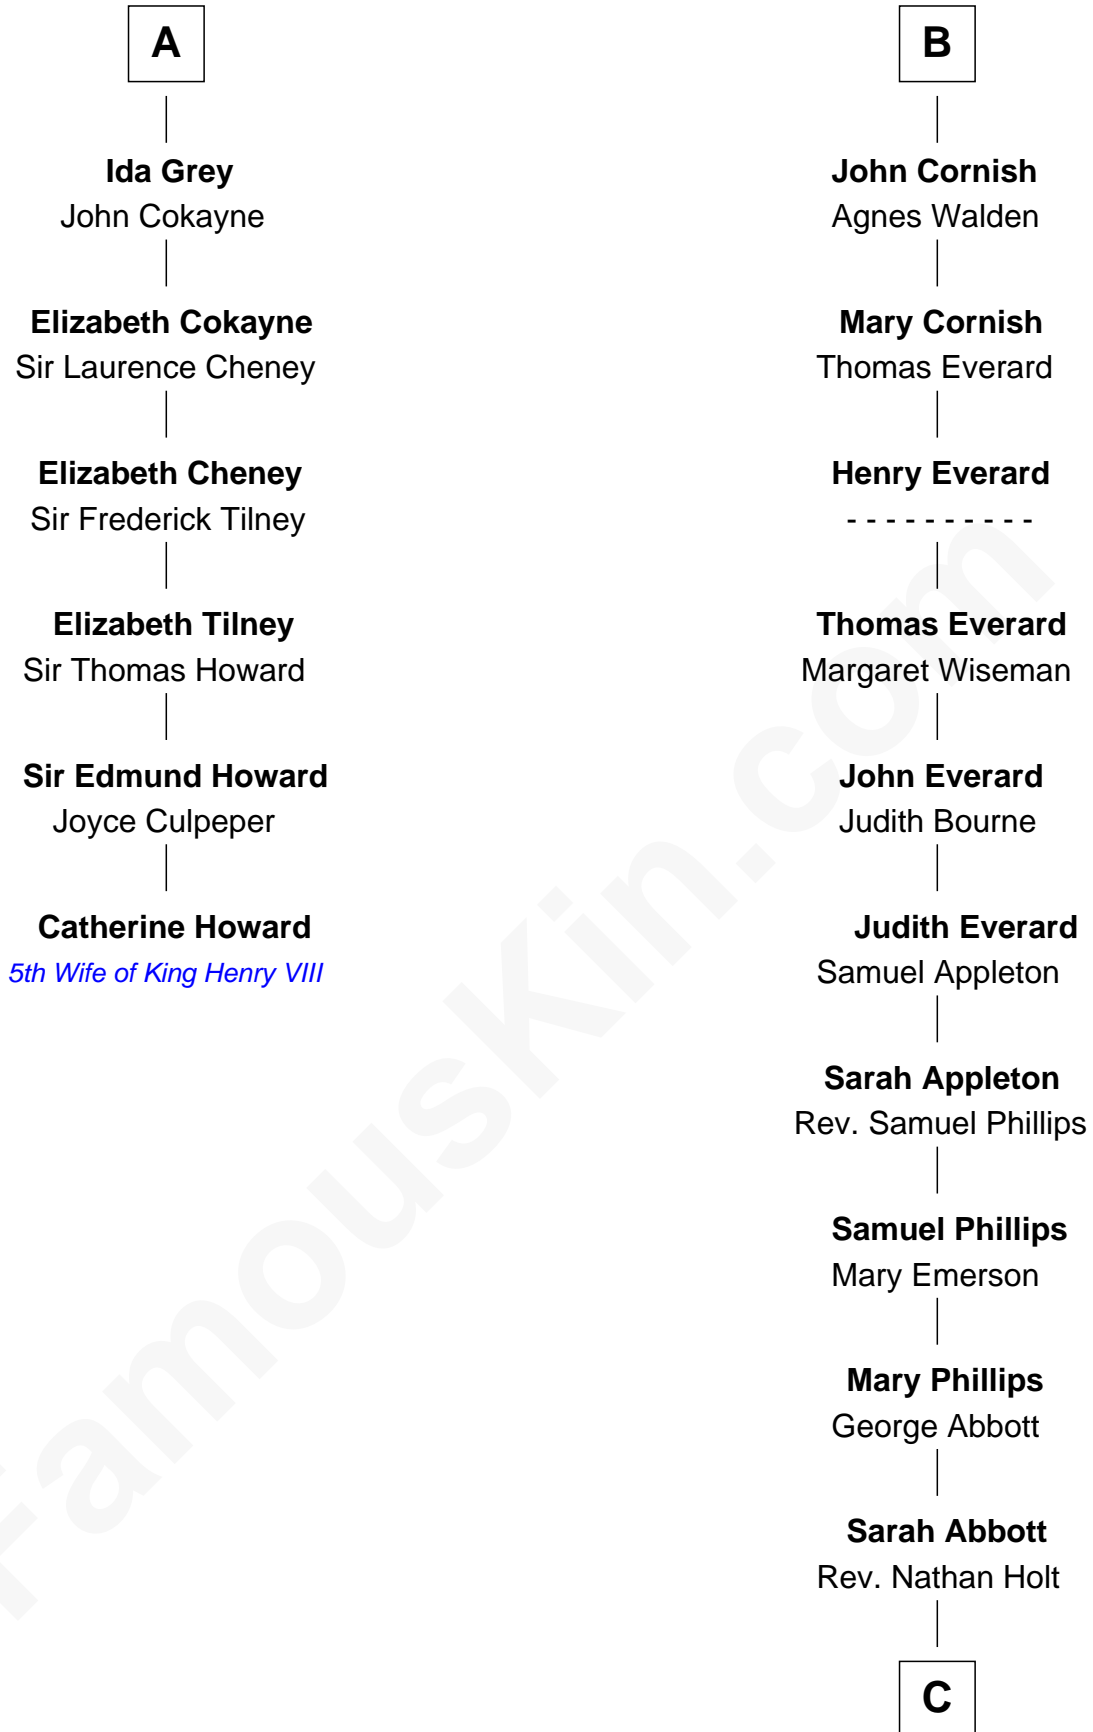 A
Ida Grey
John Cokayne
Elizabeth Cokayne
Sir Laurence Cheney
Elizabeth Cheney
Sir Frederick Tilney
Elizabeth Tilney
Sir Thomas Howard
Sir Edmund Howard
Joyce Culpeper
Catherine Howard
5th Wife of King Henry VIII
B
John Cornish
Agnes Walden
Mary Cornish
Thomas Everard
Henry Everard
- - - - - - - - - -
Thomas Everard
Margaret Wiseman
John Everard
Judith Bourne
Judith Everard
Samuel Appleton
Sarah Appleton
Rev. Samuel Phillips
Samuel Phillips
Mary Emerson
Mary Phillips
George Abbott
Sarah Abbott
Rev. Nathan Holt
C
FamousKin.com